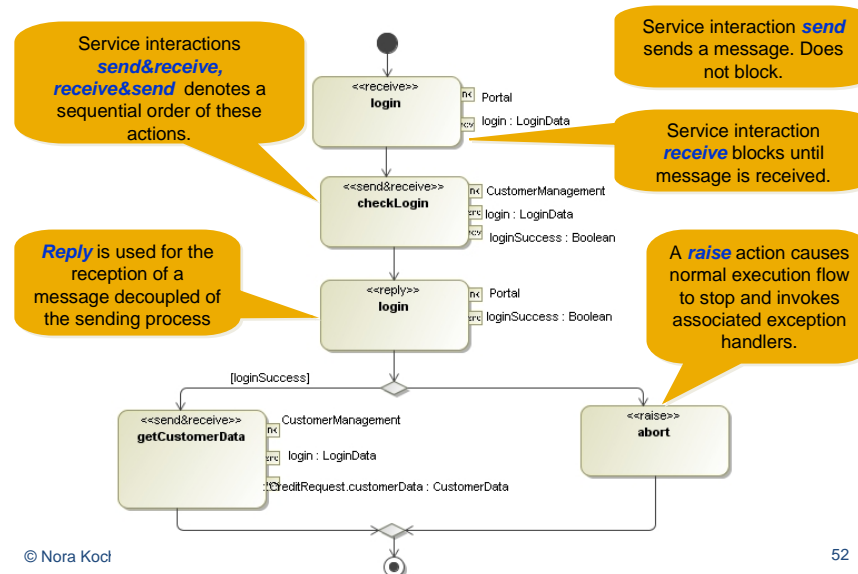 Service interactions
send&receive,
receive&send denotes a
sequential order of these
actions.
Service interaction send
sends a message. Does
not block.
<<receive>>
login
Portal
login : LoginData
Service interaction
receive blocks until
message is received.
<<send&receive>>
checkLogin
CustomerManagement
login : LoginData
loginSuccess : Boolean
Reply is used for the
reception of a
message decoupled of
the sending process
<<reply>>
login
Portal
loginSuccess : Boolean
A raise action causes
normal execution flow
to stop and invokes
associated exception
handlers.
[loginSuccess]
<<send&receive>>
getCustomerData
CustomerManagement
login : LoginData
CreditRequest.customerData : CustomerData
<<raise>>
abort
© Nora Koch
52